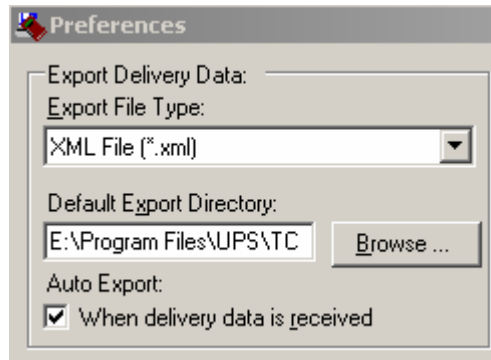 Preferences
Export Delivery Data:
Export File Type:
XML File (*.xml)
Default Export Directory:
E:\Program Files\UPS\TC
Browse ...
Auto Export:
When delivery data is received